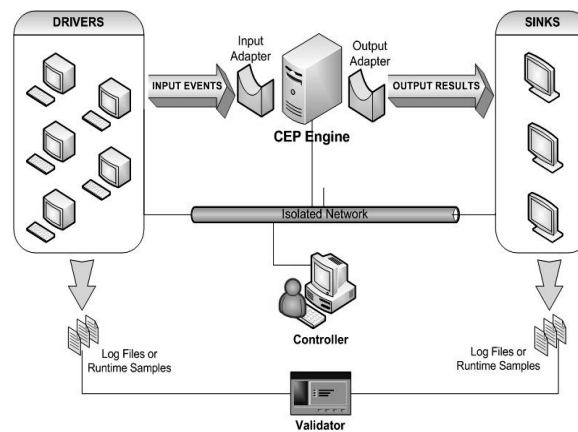 DRIVERS
SINKS
Input
Adapter
Output
Adapter
INPUT EVENTS
OUTPUT RESULTS
CEP Engine
Isolated Network
Controller
Log Files or
Runtime Samples
Log Files or
Runtime Samples
Validator